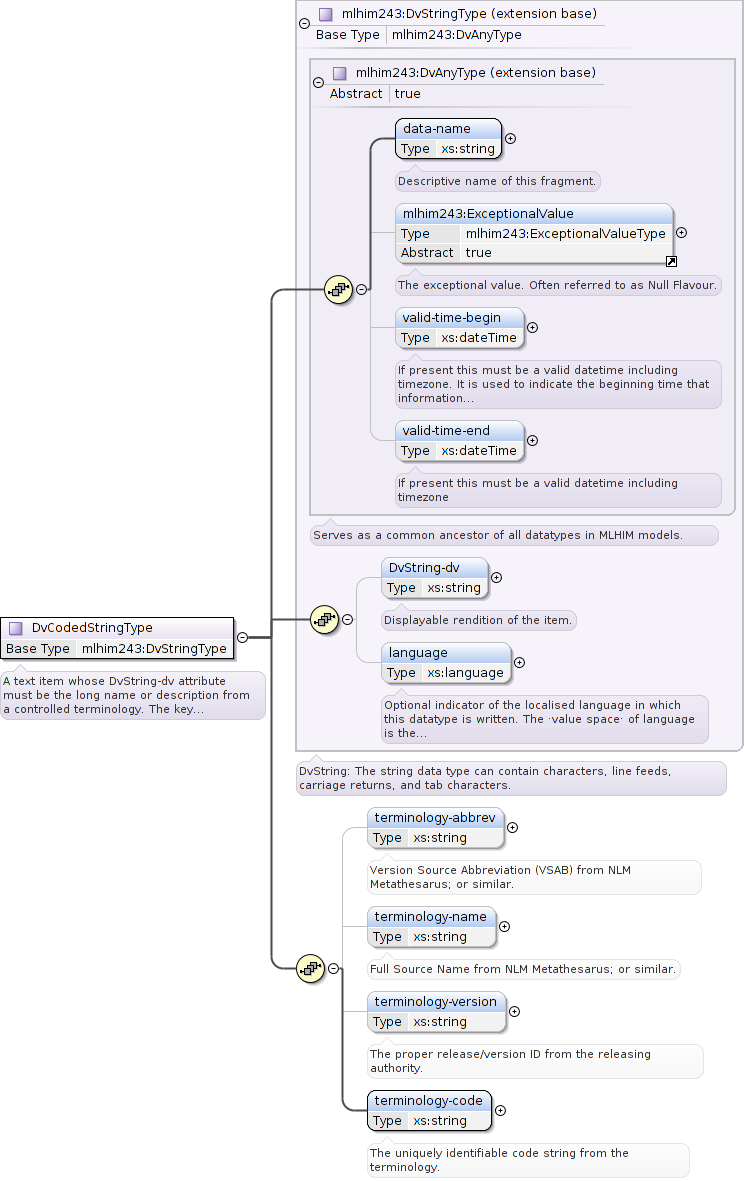 mlhim243:DvStringType (extension base)
Base Type mlhim243:DvAnyType
mlhim243:DvAnyType (extension base)
Abstract true
data-name
Type xs:string
Descriptive name of this fragment.
mlhim243:ExceptionalValue
Type mlhim243:ExceptionalValueType
Abstract true
The exceptional value. Often referred to as Null Flavour.
valid-time-begin
Type xs:dateTime
If present this must be a valid datetime including
timezone. It is used to indicate the beginning time that
information...
valid-time-end
Type xs:dateTime
If present this must be a valid datetime including
timezone
Serves as a common ancestor of all datatypes in MLHIM models.
DvString-dv
Type xs:string
Displayable rendition of the item.
DvCodedStringType
Base Type mlhim243:DvStringType
A text item whose DvString-dv attribute
must be the long name or description from
a controlled terminology. The key...
language
Type xs:language
Optional indicator of the localised language in which
this datatype is written. The ·value space· of language
is the...
DvString: The string data type can contain characters, line feeds,
carriage returns, and tab characters.
terminology-abbrev
Type xs:string
Version Source Abbreviation (VSAB) from NLM
Metathesarus; or similar.
terminology-name
Type xs:string
Full Source Name from NLM Metathesarus; or similar.
terminology-version
Type xs:string
The proper release/version ID from the releasing
authority.
terminology-code
Type xs:string
The uniquely identifiable code string from the
terminology.